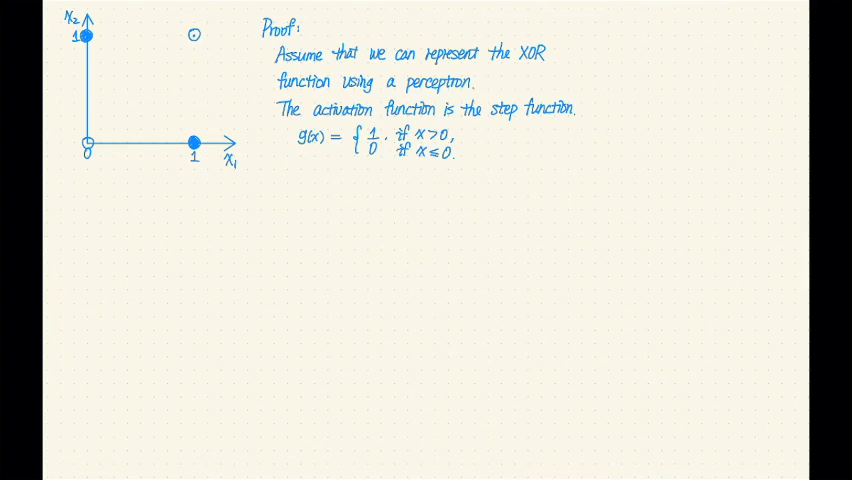 x₂
1
0
1
x₁
Proof:
Assume that we can represent the XOR
function using a perceptron.
The activation function is the step function.
g(x) = { 1 . if x > 0,
0 if x ≤ 0.